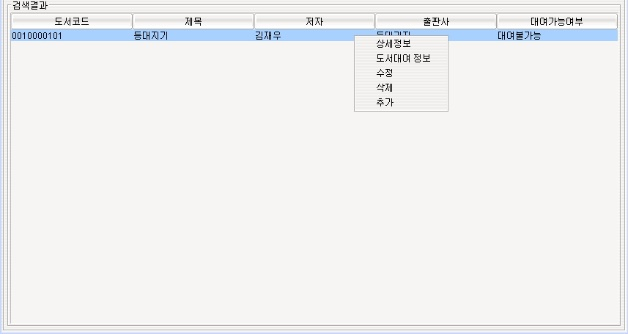 검색결과
도서코드 제목 저자 출판사 대여가능여부
0010000101 등대지기 김재우 대여불가능
상세정보
도서대여 정보
수정
삭제
추가